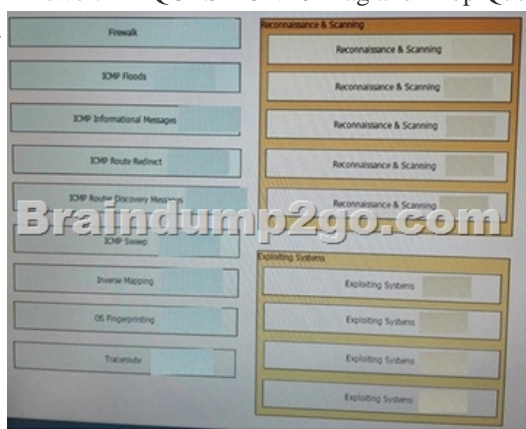 Firewalk
ICMP Floods
ICMP Informational Messages
ICMP Route Redirect
ICMP Router Discovery Messages
ICMP Sweep
Inverse Mapping
OS Fingerprinting
Traceroute
Reconnaissance & Scanning
Reconnaissance & Scanning
Reconnaissance & Scanning
Reconnaissance & Scanning
Reconnaissance & Scanning
Reconnaissance & Scanning
Braindump2go.com
Exploiting Systems
Exploiting Systems
Exploiting Systems
Exploiting Systems
Exploiting Systems